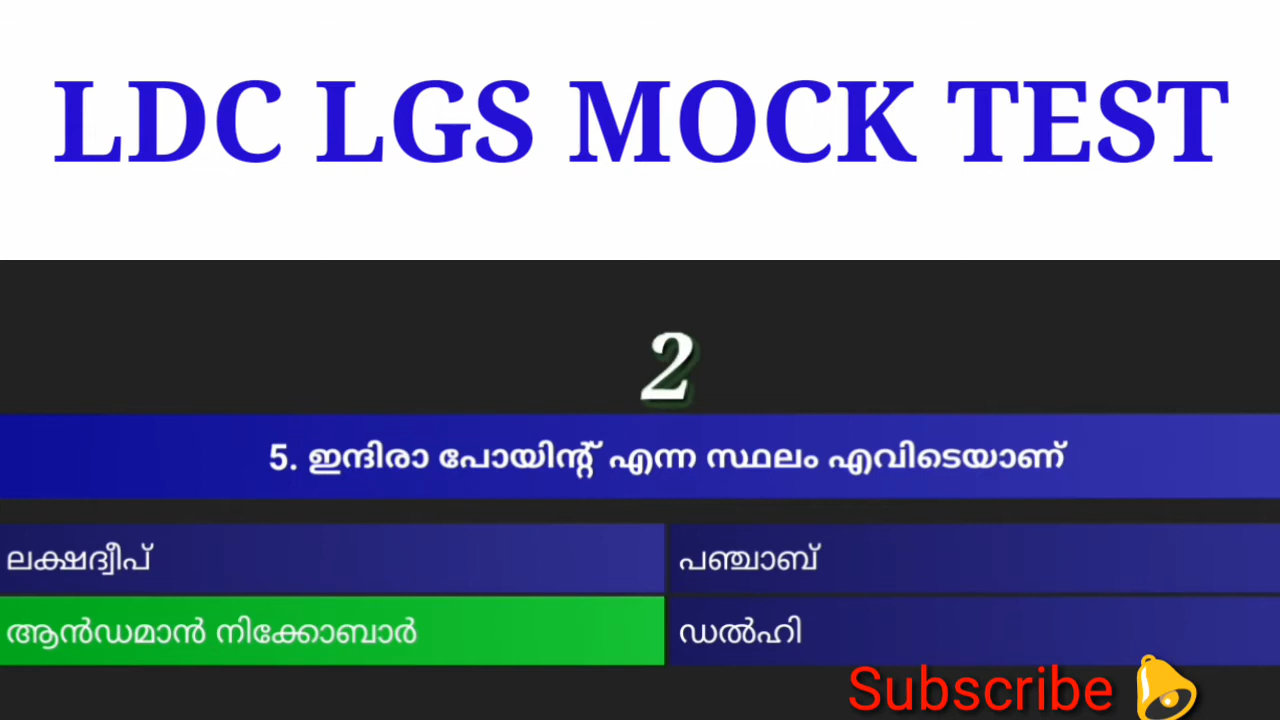 LDC LGS MOCK TEST
2
5. ഇന്ദിരാ പോയിന്റ് എന്ന സ്ഥലം എവിടെയാണ്
ലക്ഷദ്വീപ്
പഞ്ചാബ്
ആൻഡമാൻ നിക്കോബാർ
ഡൽഹി
Subscribe